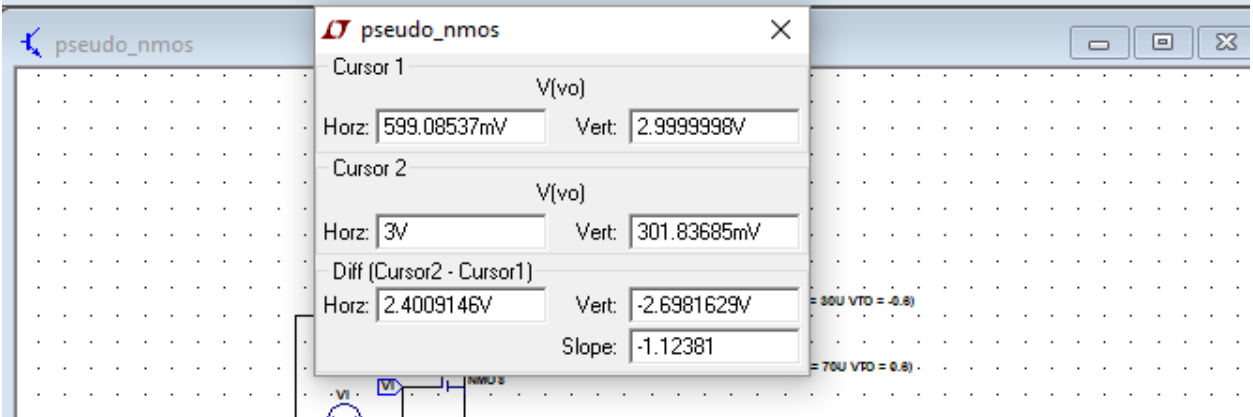 pseudo_nmos
pseudo_nmos
Cursor 1
V(vo)
Horz: 599.08537mV Vert: 2.9999998V
Cursor 2
V(vo)
Horz: 3V Vert: 301.83685mV
Diff (Cursor2 - Cursor1)
Horz: 2.4009146V Vert: -2.6981629V
= 30U VTO = -0.6)
Slope: -1.12381
= 70U VTO = 0.6)
NMOS
VI
VI